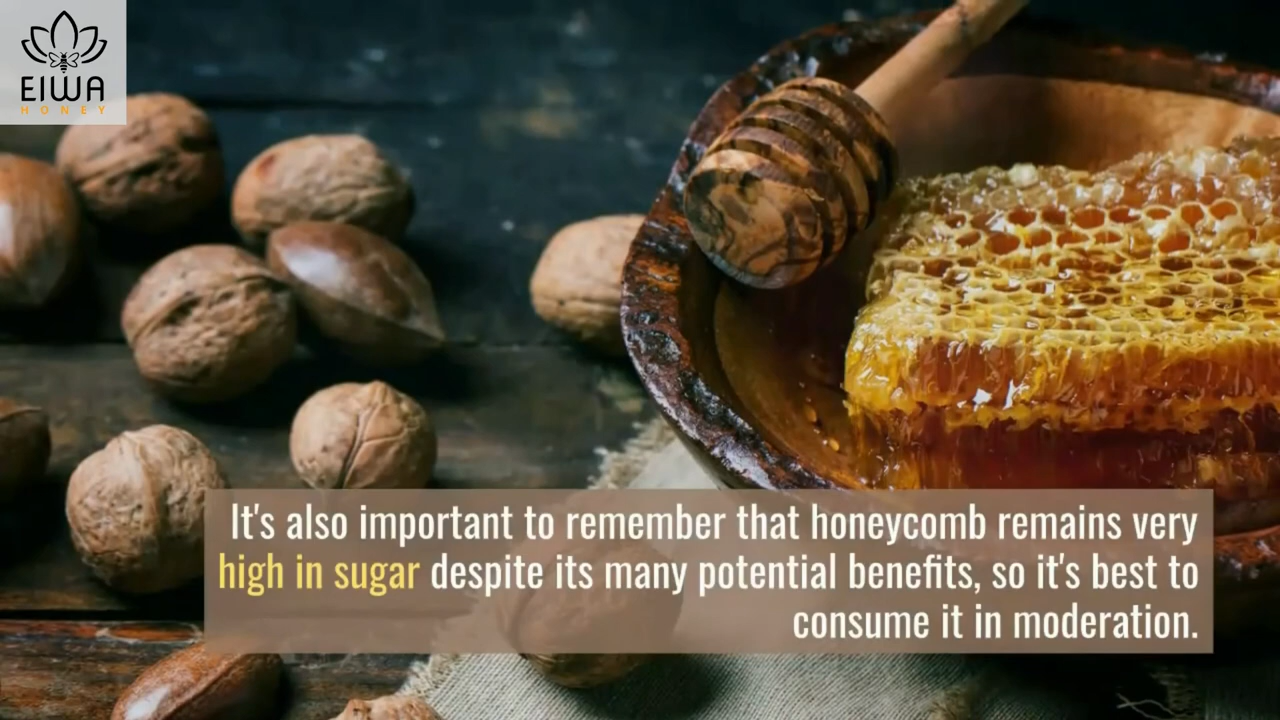 EIWA
HONEY
It's also important to remember that honeycomb remains very
high in sugar despite its many potential benefits, so it's best to
consume it in moderation.